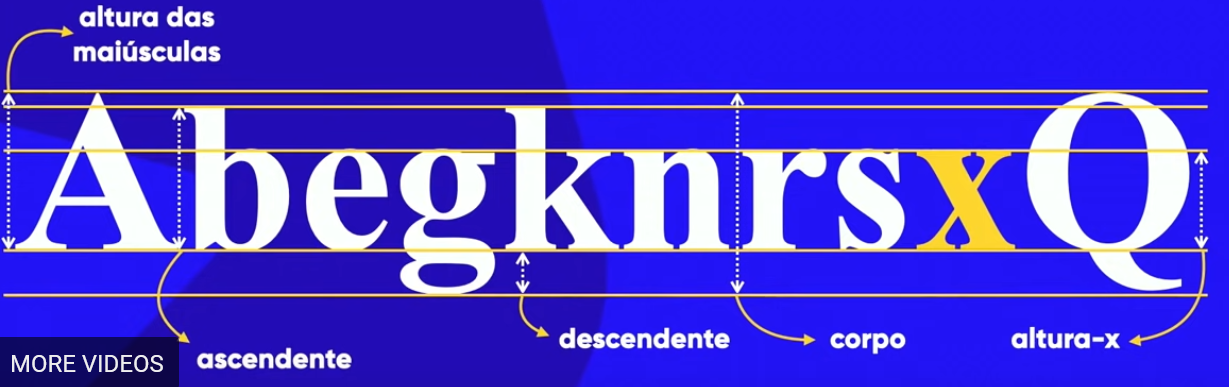 altura das
maiúsculas
AbegknrsxQ
descendente
corpo
altura-x
ascendente
MORE VIDEOS